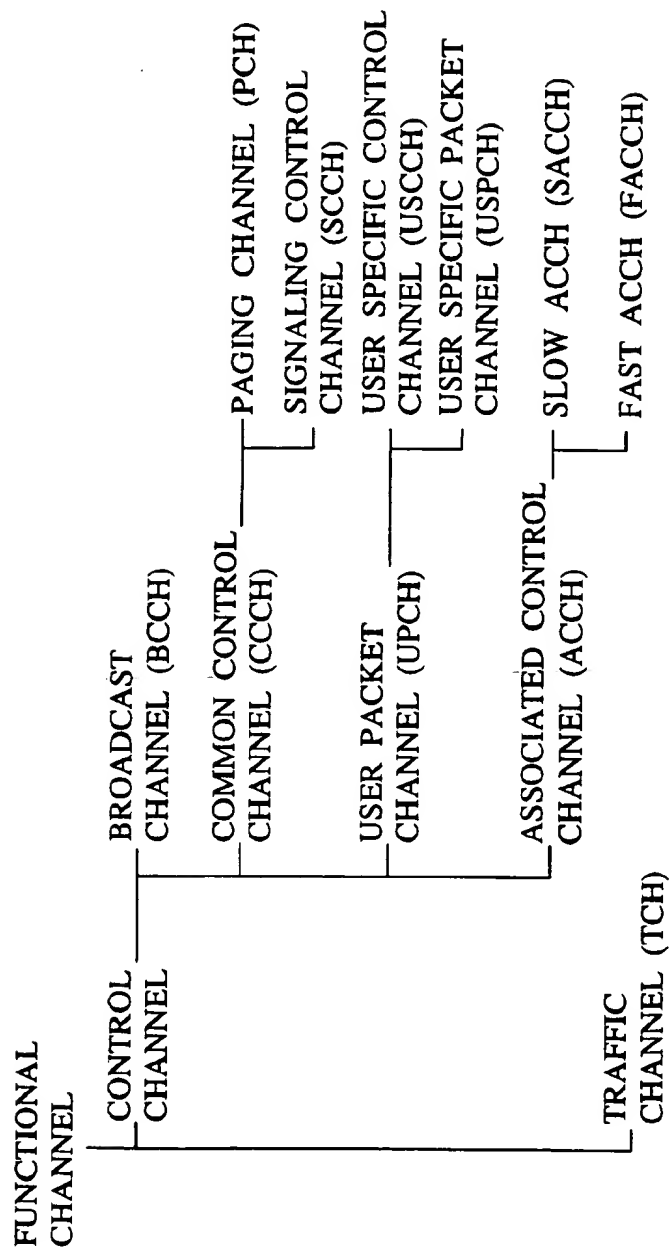 FUNCTIONAL
CHANNEL
CONTROL
CHANNEL
BROADCAST
CHANNEL (BCCH)
COMMON CONTROL
CHANNEL (CCCH)
PAGING CHANNEL (PCH)
SIGNALING CONTROL
CHANNEL (SCCH)
USER PACKET
CHANNEL (UPCH)
USER SPECIFIC CONTROL
CHANNEL (USCCH)
USER SPECIFIC PACKET
CHANNEL (USPCH)
ASSOCIATED CONTROL
CHANNEL (ACCH)
SLOW ACCH (SACCH)
FAST ACCH (FACCH)
TRAFFIC
CHANNEL (TCH)